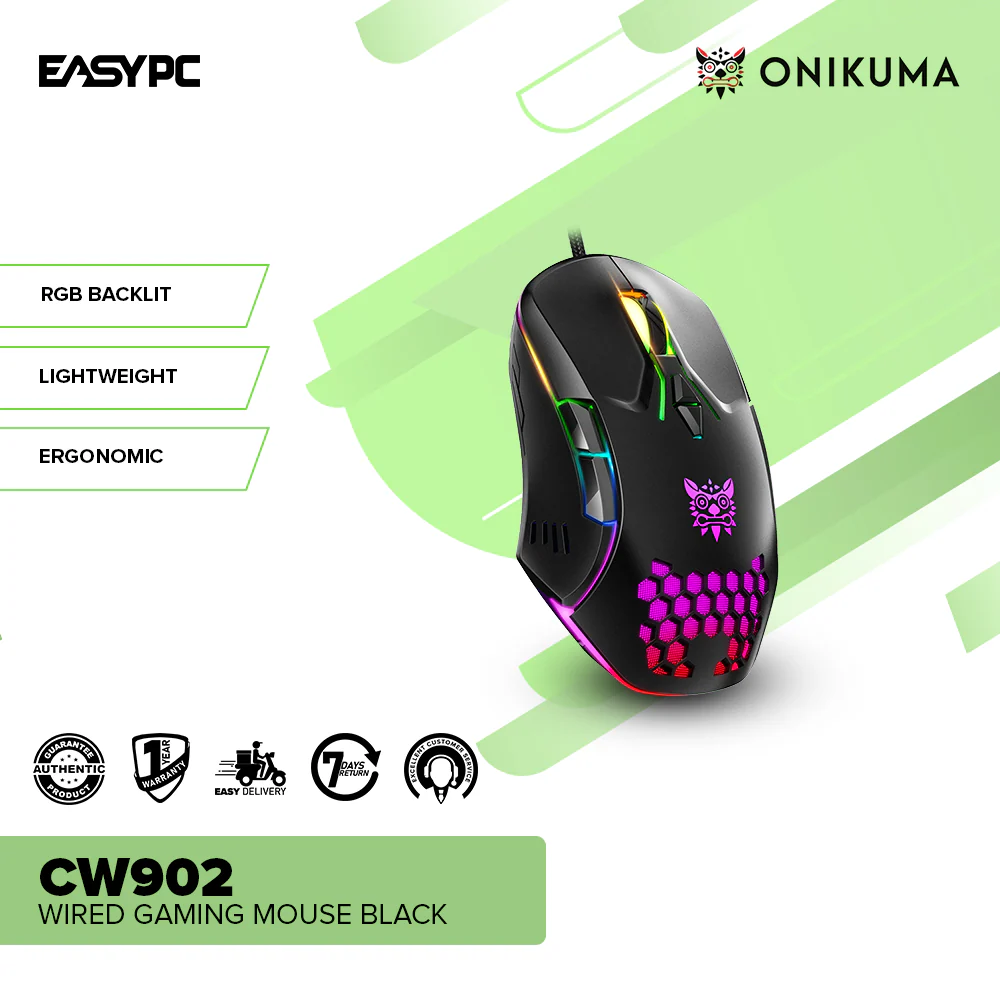 EASYPC
ONIKUMA
RGB BACKLIT
LIGHTWEIGHT
ERGONOMIC
GUARANTEE
AUTHENTIC
PRODUCT
1 YEAR
WARRANTY
EASY DELIVERY
7 DAYS
RETURN
EXCELLENT CUSTOMER SERVICE
CW902
WIRED GAMING MOUSE BLACK